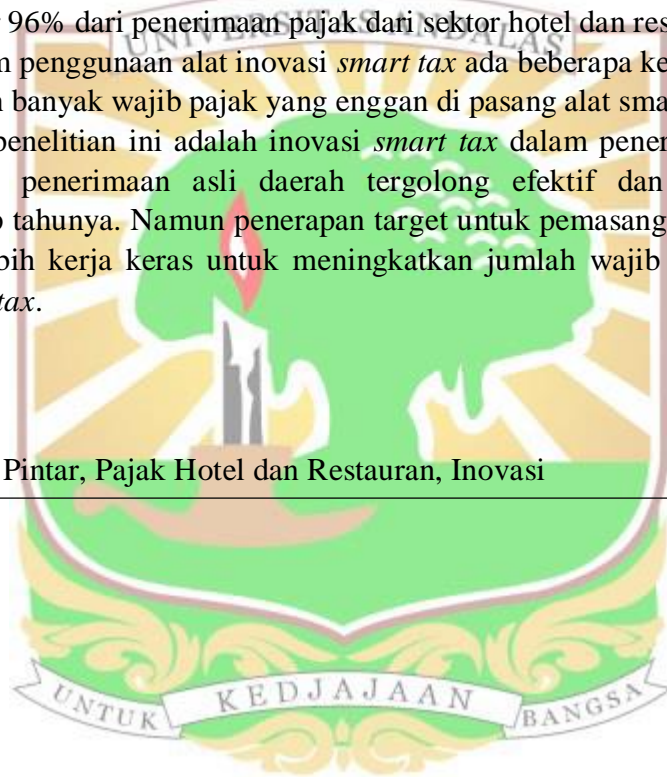 96% dari penerimaan pajak dari sektor hotel dan res
UNIVERSITAS ANDALAS
penggunaan alat inovasi smart tax ada beberapa ke
banyak wajib pajak yang enggan di pasang alat sma
penelitian ini adalah inovasi smart tax dalam pener
penerimaan asli daerah tergolong efektif dan
tahunya. Namun penerapan target untuk pemasang
kerja keras untuk meningkatkan jumlah wajib
tax.
Pintar, Pajak Hotel dan Restauran, Inovasi
UNTUK KEDJAJAAN BANGSA